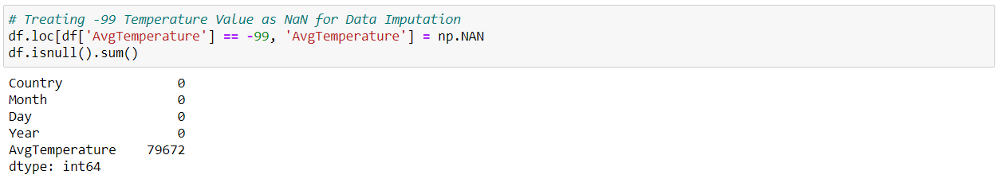 # Treating -99 Temperature Value as NaN for Data Imputation
df.loc[df['AvgTemperature'] == -99, 'AvgTemperature'] = np.NAN
df.isnull().sum()
Country 0
Month 0
Day 0
Year 0
AvgTemperature 79672
dtype: int64